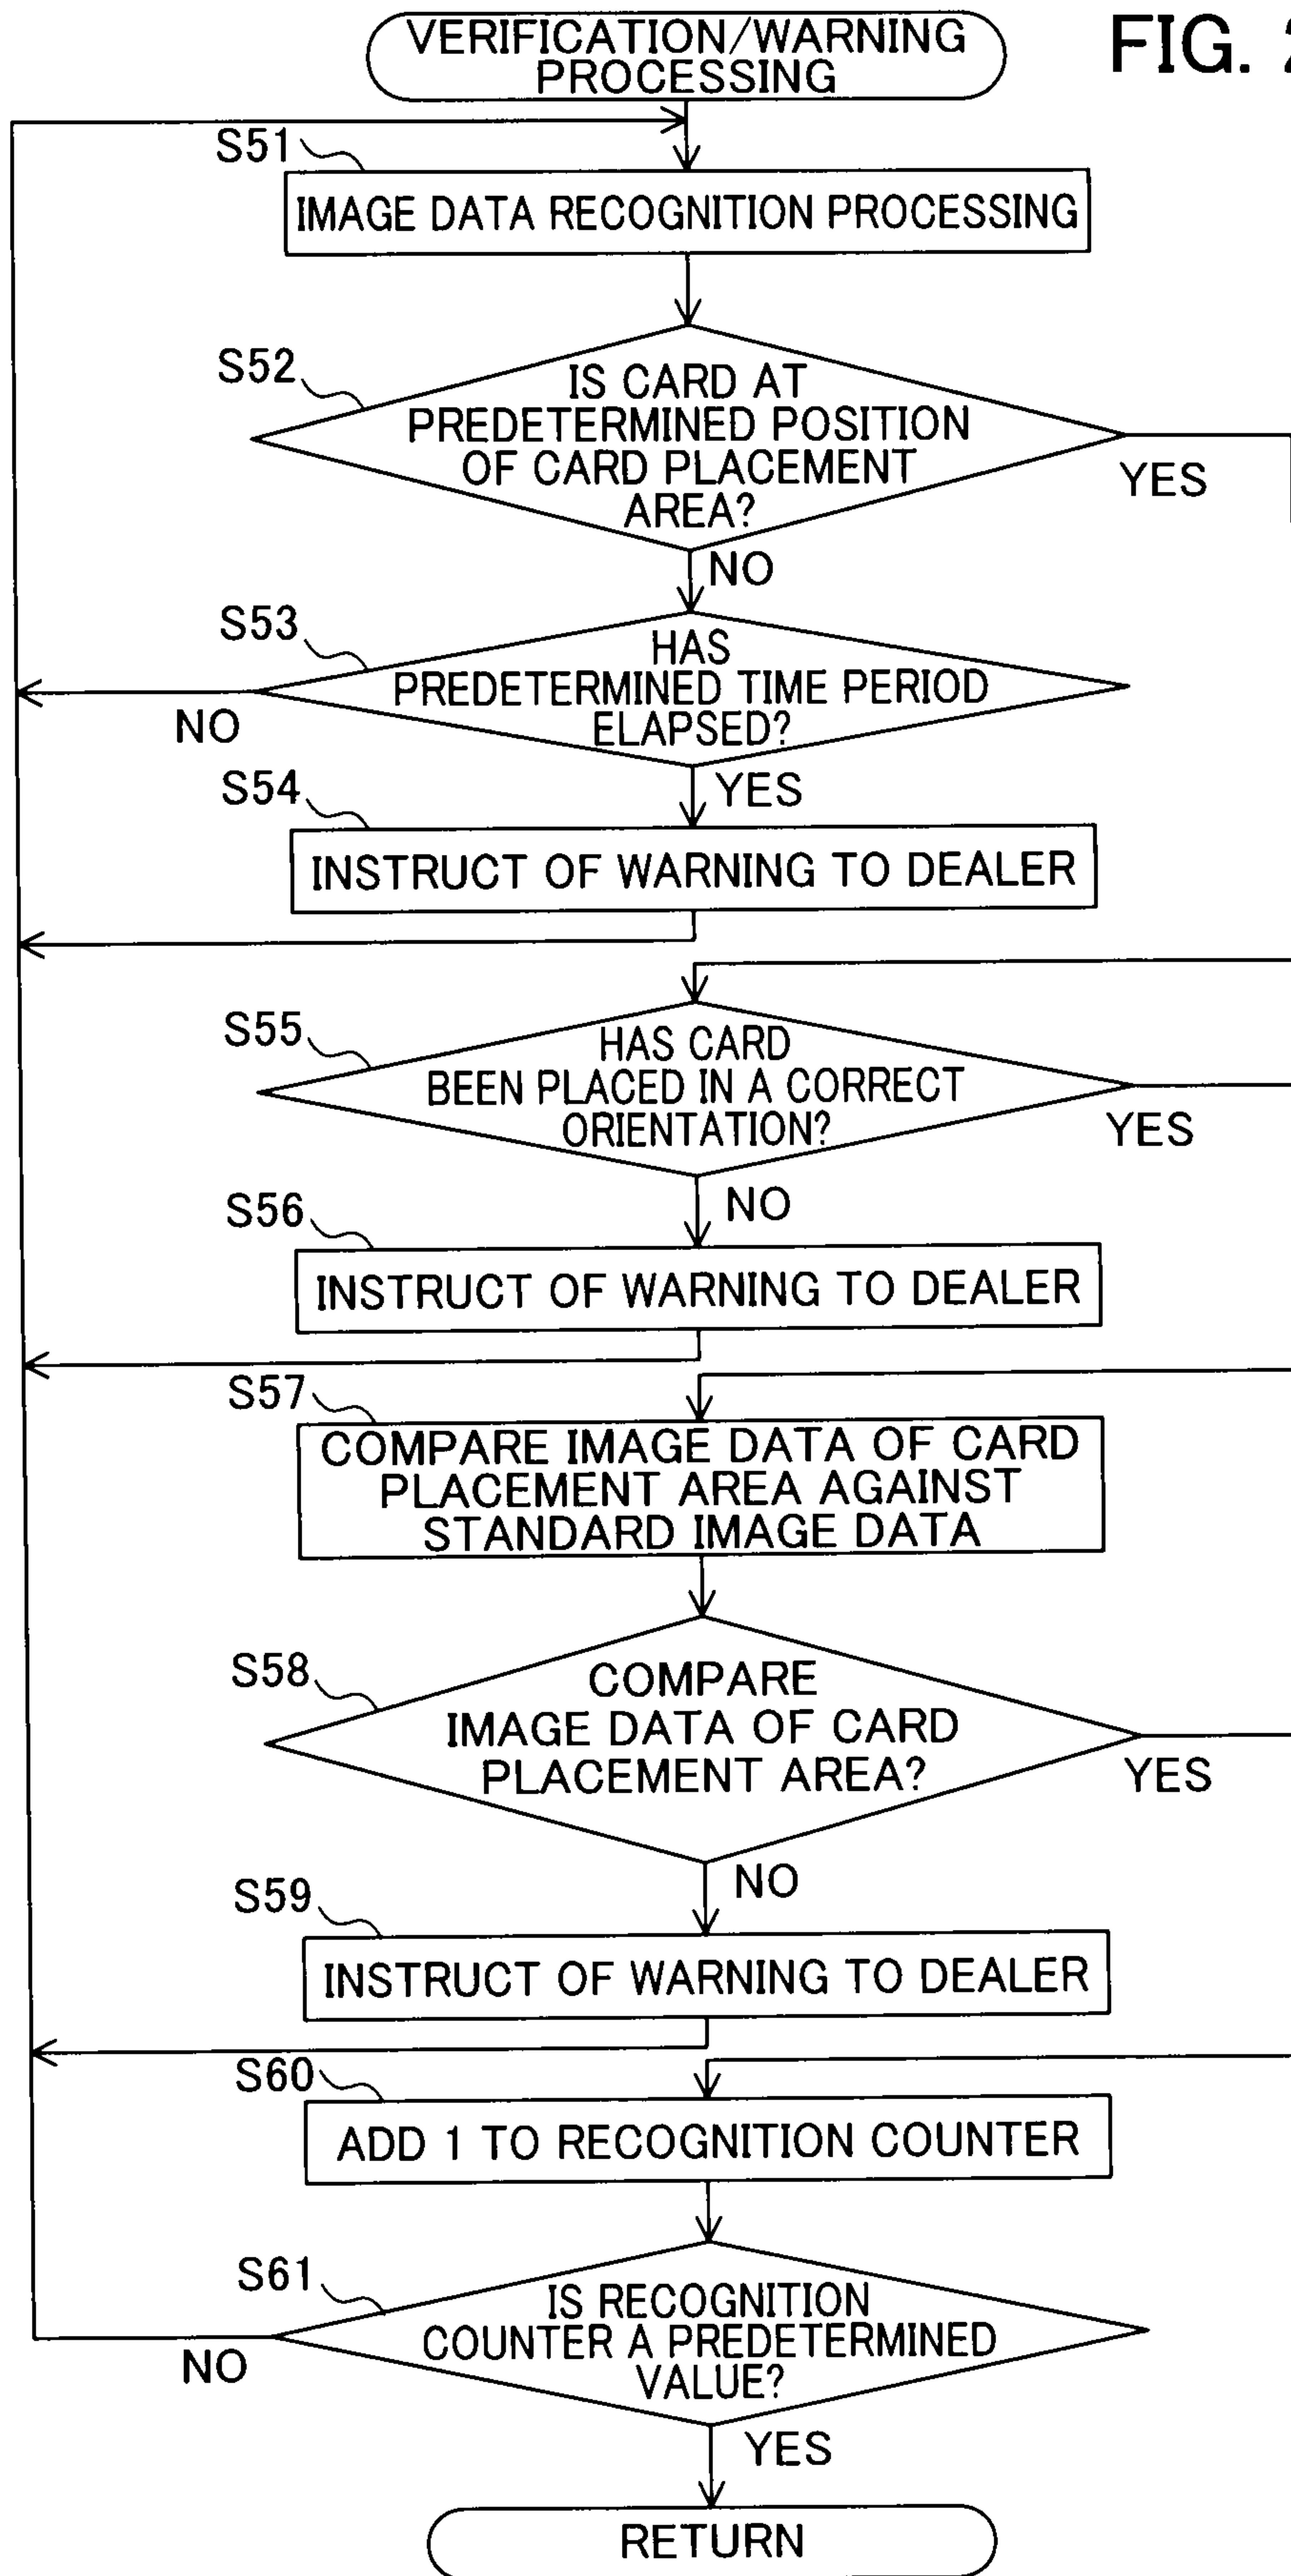 VERIFICATION/WARNING
PROCESSING
FIG. 2
S51
IMAGE DATA RECOGNITION PROCESSING
S52
IS CARD AT
PREDETERMINED POSITION
OF CARD PLACEMENT
AREA?
YES
NO
S53
HAS
PREDETERMINED TIME PERIOD
ELAPSED?
NO
YES
S54
INSTRUCT OF WARNING TO DEALER
S55
HAS CARD
BEEN PLACED IN A CORRECT
ORIENTATION?
YES
NO
S56
INSTRUCT OF WARNING TO DEALER
S57
COMPARE IMAGE DATA OF CARD
PLACEMENT AREA AGAINST
STANDARD IMAGE DATA
S58
COMPARE
IMAGE DATA OF CARD
PLACEMENT AREA?
YES
NO
S59
INSTRUCT OF WARNING TO DEALER
S60
ADD 1 TO RECOGNITION COUNTER
S61
IS RECOGNITION
COUNTER A PREDETERMINED
VALUE?
NO
YES
RETURN